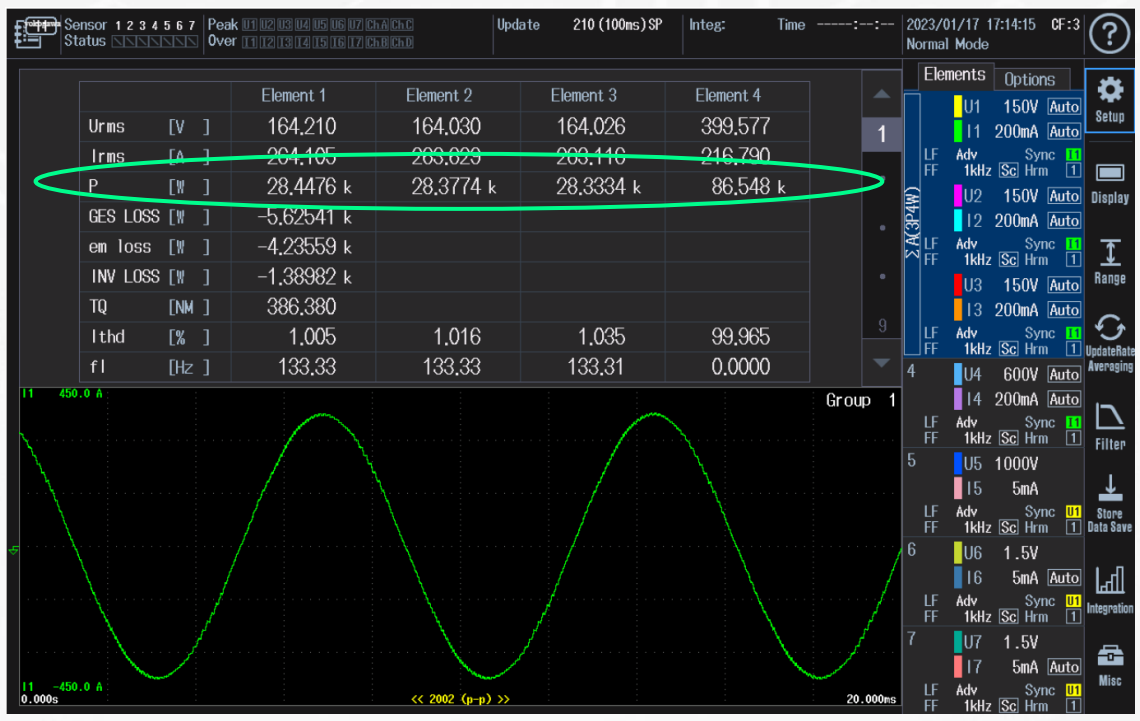 Sensor 1 2 3 4 5 6 7 Peak U1 U2 U3 U4 U5 U6 U7 ChA ChC Update 210 (100ms) SP Integ: Time -----:--:-- 2023/01/17 17:14:15 CF:3 ?
Status Over I1 I2 I3 I4 I5 I6 I7 ChB ChD Normal Mode
Element 1 Element 2 Element 3 Element 4
Urms [V ] 164.210 164.030 164.026 399.577
Irms [A ] 264.105 263.629 263.116 216.790
P [W ] 28.4476 k 28.3774 k 28.3334 k 86.548 k
GES LOSS [W ] -5.62541 k
em loss [W ] -4.23559 k
INV LOSS [W ] -1.38982 k
TQ [NM ] 386.380
Ithd [% ] 1.005 1.016 1.035 99.965
fI [Hz ] 133.33 133.33 133.31 0.0000
1
9
I1 450.0 A
Group 1
I1 -450.0 A
0.000s << 2002 (p-p) >> 20.000ms
Elements Options
ΣA(3P4W)
U1 150V Auto
I1 200mA Auto
LF Adv Sync I1
FF 1kHz Sc Hrm 1
U2 150V Auto
I2 200mA Auto
LF Adv Sync I1
FF 1kHz Sc Hrm 1
U3 150V Auto
I3 200mA Auto
LF Adv Sync I1
FF 1kHz Sc Hrm 1
4 U4 600V Auto
I4 200mA Auto
LF Adv Sync I1
FF 1kHz Sc Hrm 1
5 U5 1000V
I5 5mA
LF Adv Sync U1
FF 1kHz Sc Hrm 1
6 U6 1.5V
I6 5mA Auto
LF Adv Sync U1
FF 1kHz Sc Hrm 1
7 U7 1.5V
I7 5mA Auto
LF Adv Sync U1
FF 1kHz Sc Hrm 1
Setup
Display
Range
UpdateRate
Averaging
Filter
Store
Data Save
Integration
Misc